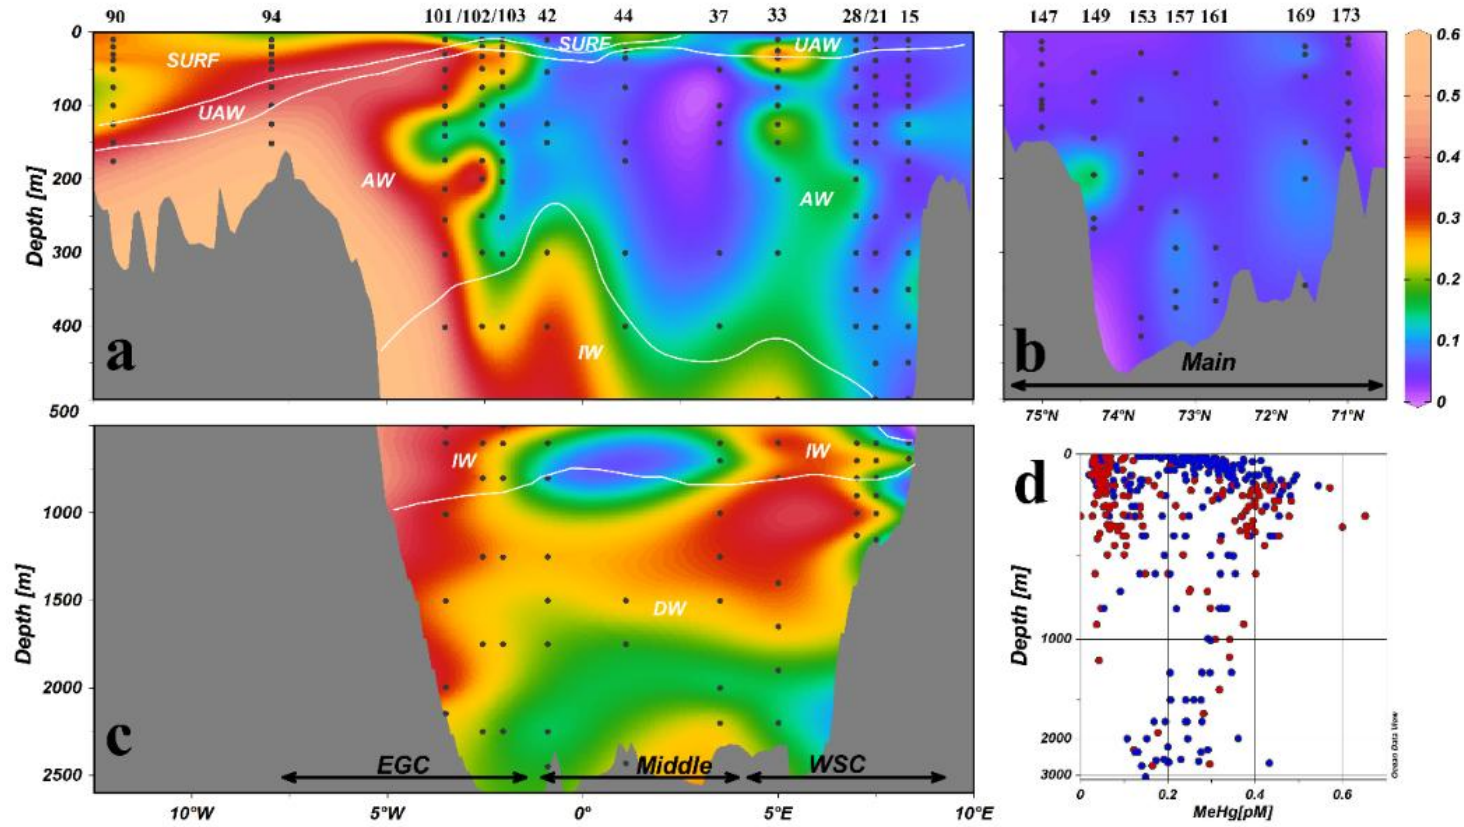 90 94 101 /102 /103 42 44 37 33 28 /21 15
147 149 153 157 161 169 173
0 100 200 300 400 500
Depth [m]
SURF SURF UAW
UAW
AW AW
IW
a
b
Main
75°N 74°N 73°N 72°N 71°N
0.6
0.5
0.4
0.3
0.2
0.1
0
1000 1500 2000 2500
Depth [m]
IW IW
DW
c
EGC Middle WSC
10°W 5°W 0° 5°E 10°E
d
0
1000
2000
3000
Depth [m]
0 0.2 0.4 0.6
MeHg[pM]
Ocean Data View